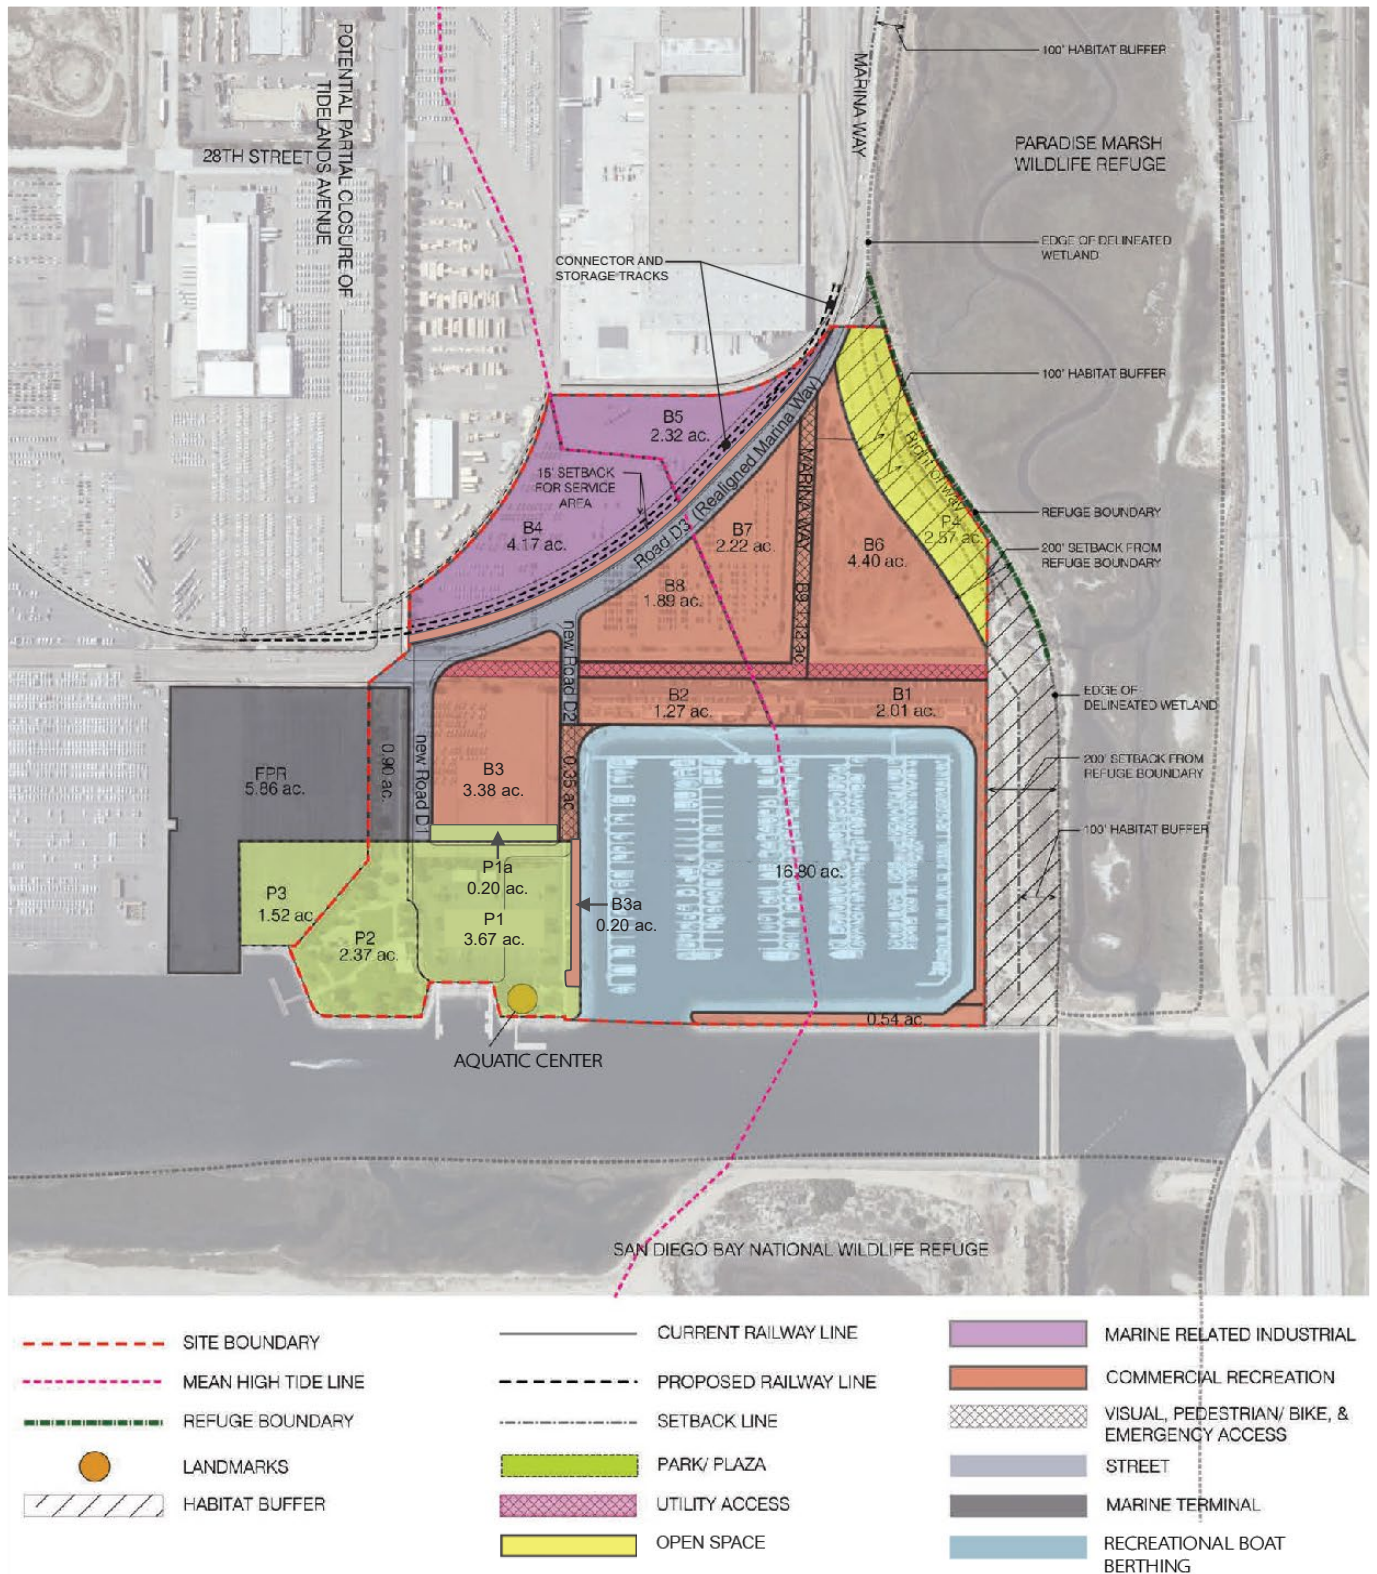 100' HABITAT BUFFER
MARINA WAY
POTENTIAL PARTIAL CLOSURE OF
TIDELANDS AVENUE
28TH STREET
PARADISE MARSH
WILDLIFE REFUGE
EDGE OF DELINEATED
WETLAND
CONNECTOR AND
STORAGE TRACKS
100' HABITAT BUFFER
B5
2.32 ac.
Road D3 (Realigned Marina Way)
15' SETBACK
FOR SERVICE
AREA
B4
4.17 ac.
B7
2.22 ac.
MARINA WAY
B6
4.40 ac.
P4
2.57 ac.
REFUGE BOUNDARY
200' SETBACK FROM
REFUGE BOUNDARY
B8
1.89 ac.
B9
new Road D2
B2
1.27 ac.
B1
2.01 ac.
EDGE OF
DELINEATED WETLAND
FPR
5.86 ac.
0.90 ac.
new Road D1
B3
3.38 ac.
0.35 ac
200' SETBACK FROM
REFUGE BOUNDARY
100' HABITAT BUFFER
P1a
0.20 ac.
16.80 ac.
P3
1.52 ac
B3a
0.20 ac.
P1
3.67 ac.
P2
2.37 ac.
0.54 ac.
AQUATIC CENTER
SAN DIEGO BAY NATIONAL WILDLIFE REFUGE
SITE BOUNDARY
MEAN HIGH TIDE LINE
REFUGE BOUNDARY
LANDMARKS
HABITAT BUFFER
CURRENT RAILWAY LINE
PROPOSED RAILWAY LINE
SETBACK LINE
PARK/ PLAZA
UTILITY ACCESS
OPEN SPACE
MARINE RELATED INDUSTRIAL
COMMERCIAL RECREATION
VISUAL, PEDESTRIAN/ BIKE, &
EMERGENCY ACCESS
STREET
MARINE TERMINAL
RECREATIONAL BOAT
BERTHING